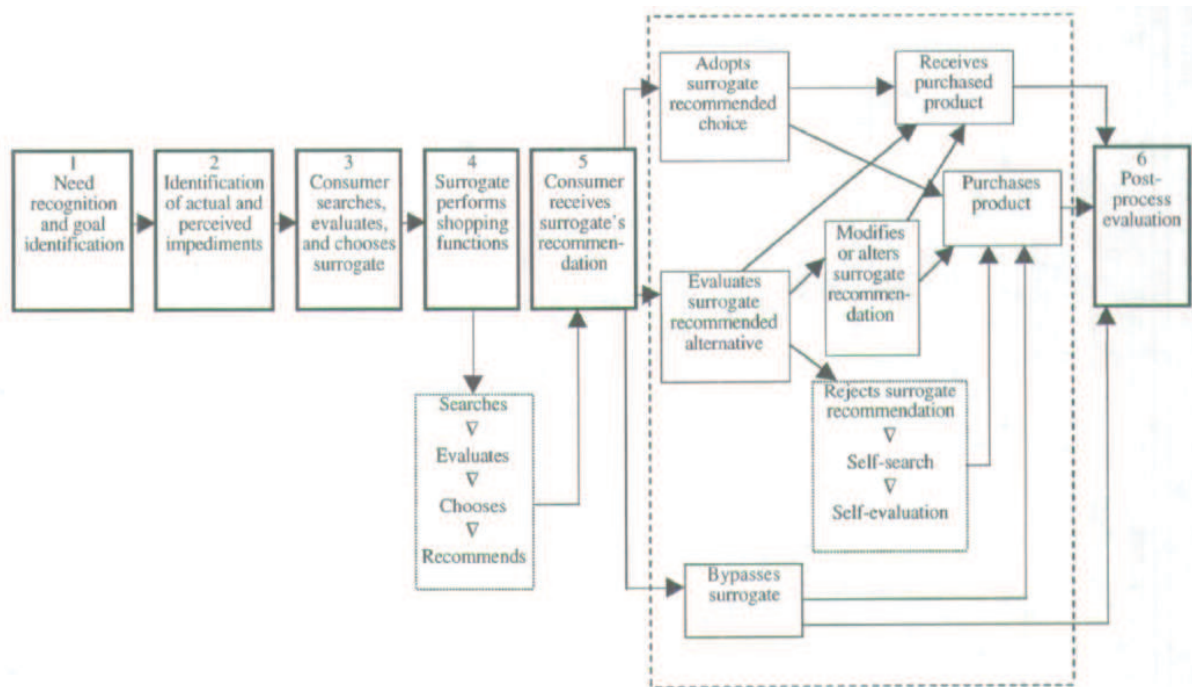 1
Need
recognition
and goal
identification
2
Identification
of actual and
perceived
impediments
3
Consumer
searches,
evaluates,
and chooses
surrogate
4
Surrogate
performs
shopping
functions
5
Consumer
receives
surrogate's
recommen-
dation
Searches
∇
Evaluates
∇
Chooses
∇
Recommends
Adopts
surrogate
recommended
choice
Receives
purchased
product
Purchases
product
Modifies
or alters
surrogate
recommen-
dation
Evaluates
surrogate
recommended
alternative
Rejects surrogate
recommendation
∇
Self-search
∇
Self-evaluation
Bypasses
surrogate
6
Post-
process
evaluation